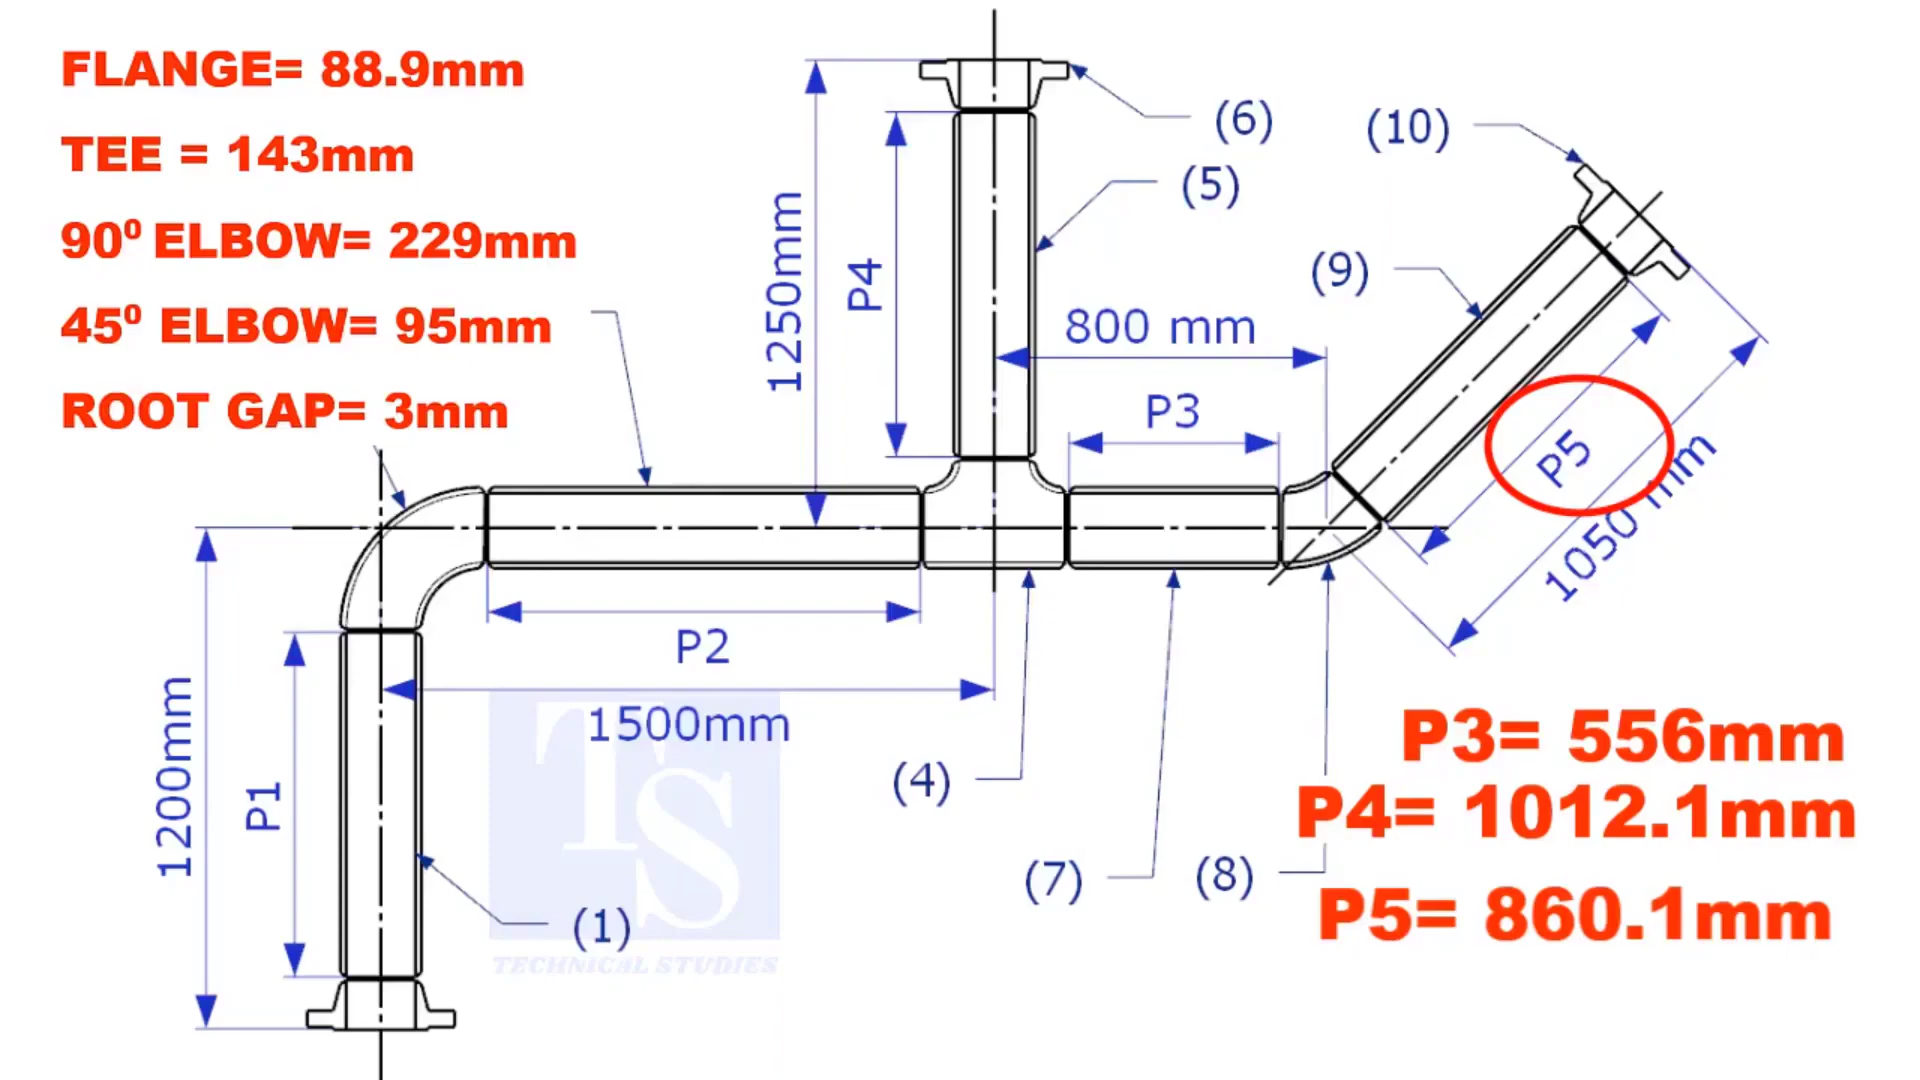 FLANGE= 88.9mm
TEE = 143mm
90⁰ ELBOW= 229mm
45⁰ ELBOW= 95mm
ROOT GAP= 3mm
(6)
(10)
(5)
1250mm
P4
(9)
800 mm
P3
P5
1050 mm
P2
1500mm
1200mm
P1
(4)
(7)
(8)
(1)
TS
TECHNICAL STUDIES
P3= 556mm
P4= 1012.1mm
P5= 860.1mm